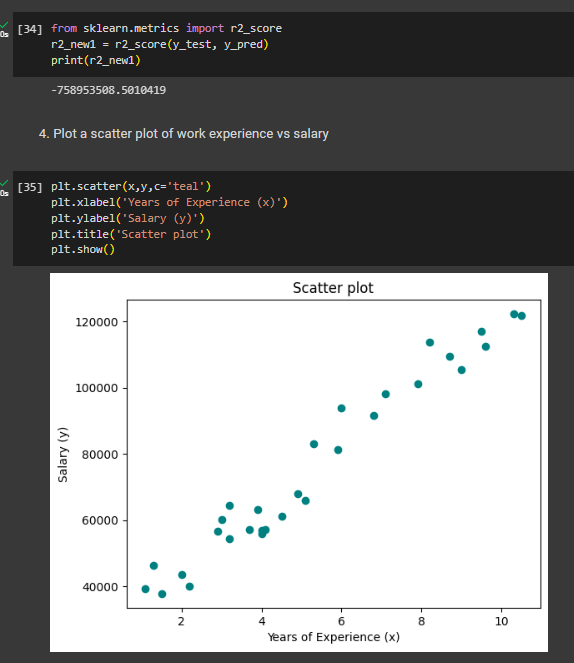 [34] from sklearn.metrics import r2_score
r2_new1 = r2_score(y_test, y_pred)
print(r2_new1)
0s
-758953508.5010419
4. Plot a scatter plot of work experience vs salary
[35] plt.scatter(x,y,c='teal')
0s
plt.xlabel('Years of Experience (x)')
plt.ylabel('Salary (y)')
plt.title('Scatter plot')
plt.show()
Scatter plot
120000
100000
80000
60000
40000
Salary (y)
2 4 6 8 10
Years of Experience (x)